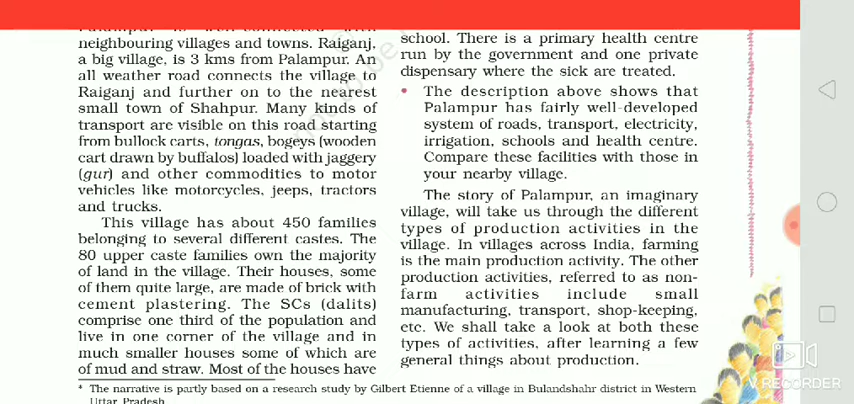 Palampur is well-connected with
neighbouring villages and towns. Raiganj,
a big village, is 3 kms from Palampur. An
all weather road connects the village to
Raiganj and further on to the nearest
small town of Shahpur. Many kinds of
transport are visible on this road starting
from bullock carts, tongas, bogeys (wooden
cart drawn by buffalos) loaded with jaggery
(gur) and other commodities to motor
vehicles like motorcycles, jeeps, tractors
and trucks.
This village has about 450 families
belonging to several different castes. The
80 upper caste families own the majority
of land in the village. Their houses, some
of them quite large, are made of brick with
cement plastering. The SCs (dalits)
comprise one third of the population and
live in one corner of the village and in
much smaller houses some of which are
of mud and straw. Most of the houses have
school. There is a primary health centre
run by the government and one private
dispensary where the sick are treated.
• The description above shows that
Palampur has fairly well-developed
system of roads, transport, electricity,
irrigation, schools and health centre.
Compare these facilities with those in
your nearby village.
The story of Palampur, an imaginary
village, will take us through the different
types of production activities in the
village. In villages across India, farming
is the main production activity. The other
production activities, referred to as non-
farm activities include small
manufacturing, transport, shop-keeping,
etc. We shall take a look at both these
types of activities, after learning a few
general things about production.
* The narrative is partly based on a research study by Gilbert Etienne of a village in Bulandshahr district in Western
Uttar Pradesh
V RECORDER